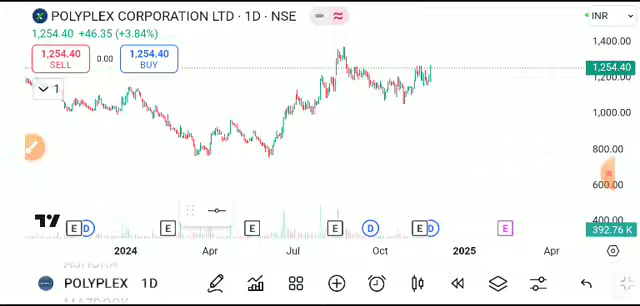 POLYPLEX CORPORATION LTD · 1D · NSE
INR
1,254.40 +46.35 (+3.84%)
1,254.40
SELL
0.00
1,254.40
BUY
1
1,400.00
1,254.40
1,200.00
1,000.00
800.00
600.00
400.00
392.76 K
E D E E E D E D E
2024 Apr Jul Oct 2025 Apr
POLYPLEX 1D